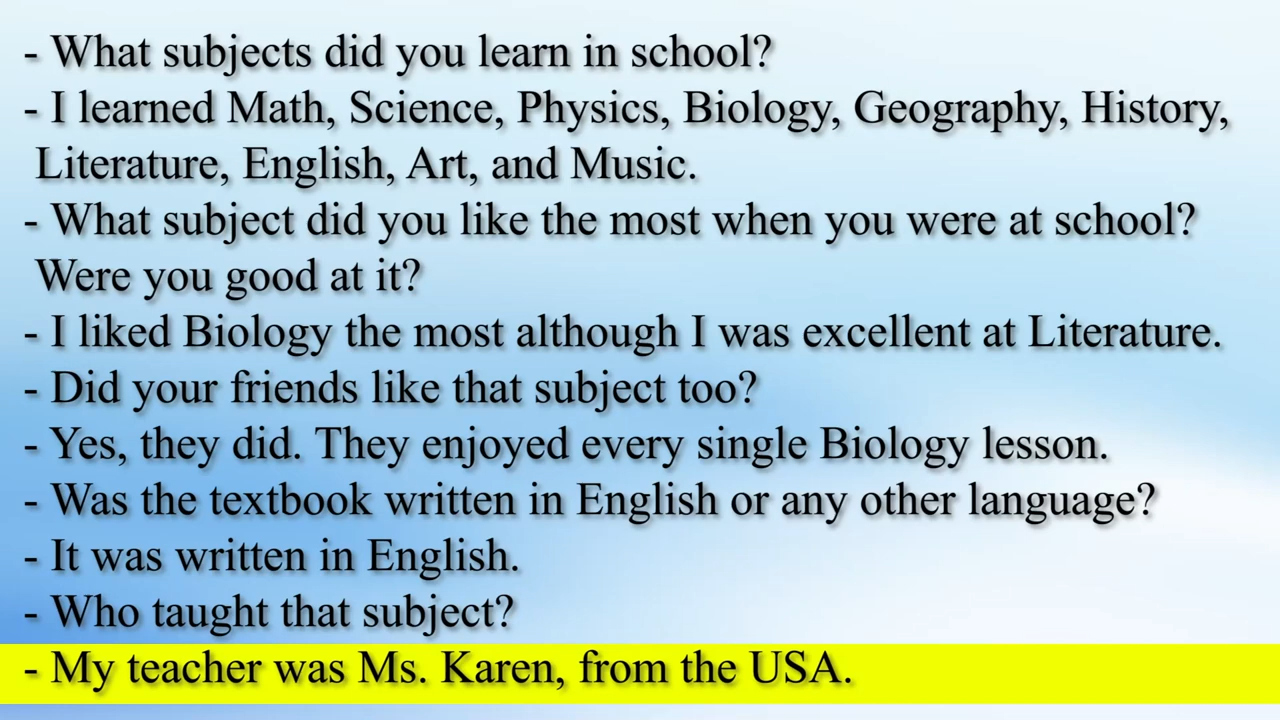 - What subjects did you learn in school?
- I learned Math, Science, Physics, Biology, Geography, History,
Literature, English, Art, and Music.
- What subject did you like the most when you were at school?
Were you good at it?
- I liked Biology the most although I was excellent at Literature.
- Did your friends like that subject too?
- Yes, they did. They enjoyed every single Biology lesson.
- Was the textbook written in English or any other language?
- It was written in English.
- Who taught that subject?
- My teacher was Ms. Karen, from the USA.